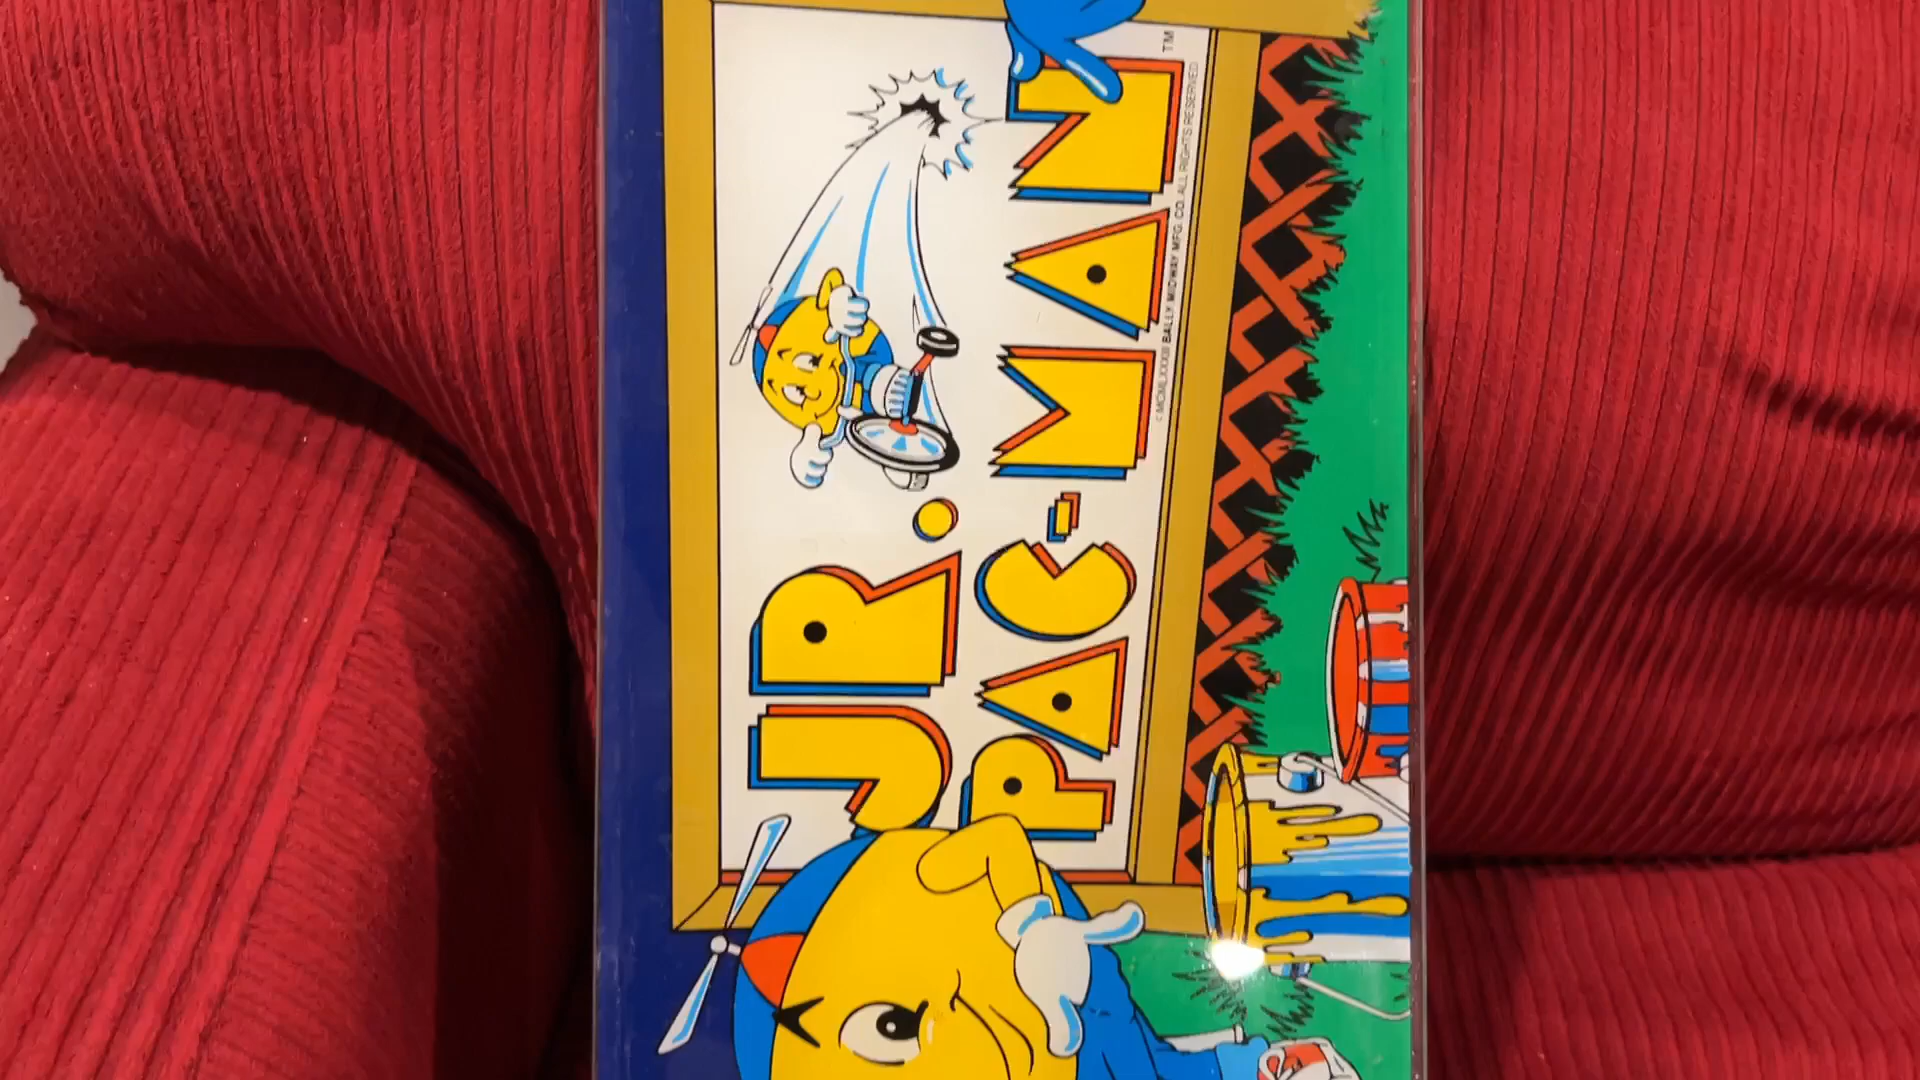 JR.
PAC-MAN
TM
© MCMLXXXIII BALLY MIDWAY MFG. CO. ALL RIGHTS RESERVED